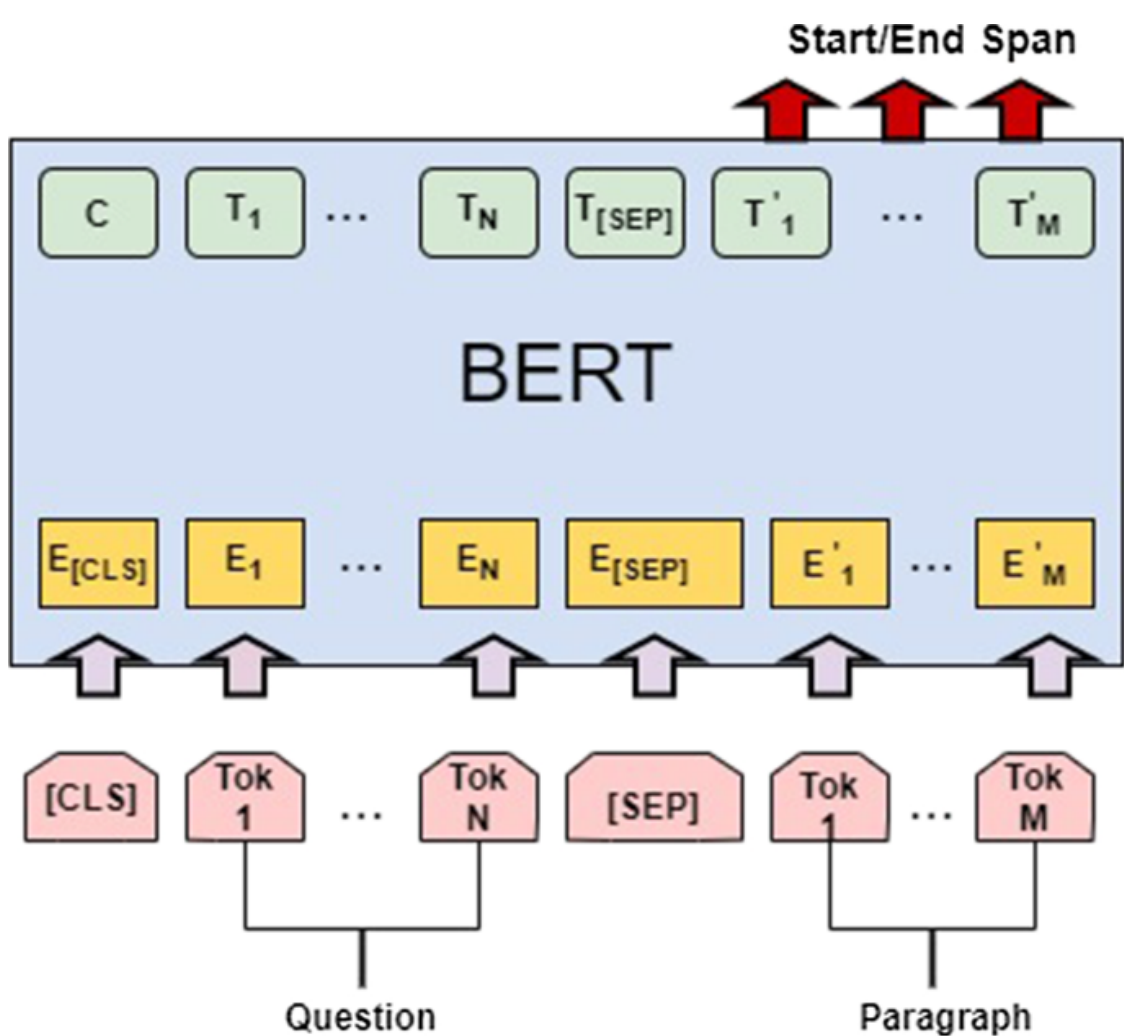 Start/End Span
C T1 ... TN T[SEP] T'1 ... T'M
BERT
E[CLS] E1 ... EN E[SEP] E'1 ... E'M
[CLS] Tok 1 ... Tok N [SEP] Tok 1 ... Tok M
Question Paragraph